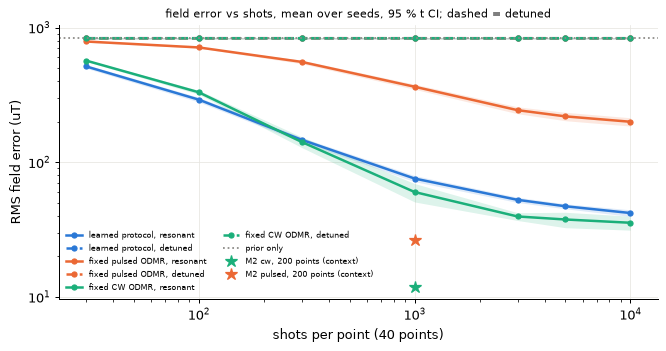 field error vs shots, mean over seeds, 95 % t CI; dashed = detuned
10³
10²
10¹
RMS field error (uT)
learned protocol, resonant
learned protocol, detuned
fixed pulsed ODMR, resonant
fixed pulsed ODMR, detuned
fixed CW ODMR, resonant
fixed CW ODMR, detuned
prior only
M2 cw, 200 points (context)
M2 pulsed, 200 points (context)
10² 10³ 10⁴
shots per point (40 points)